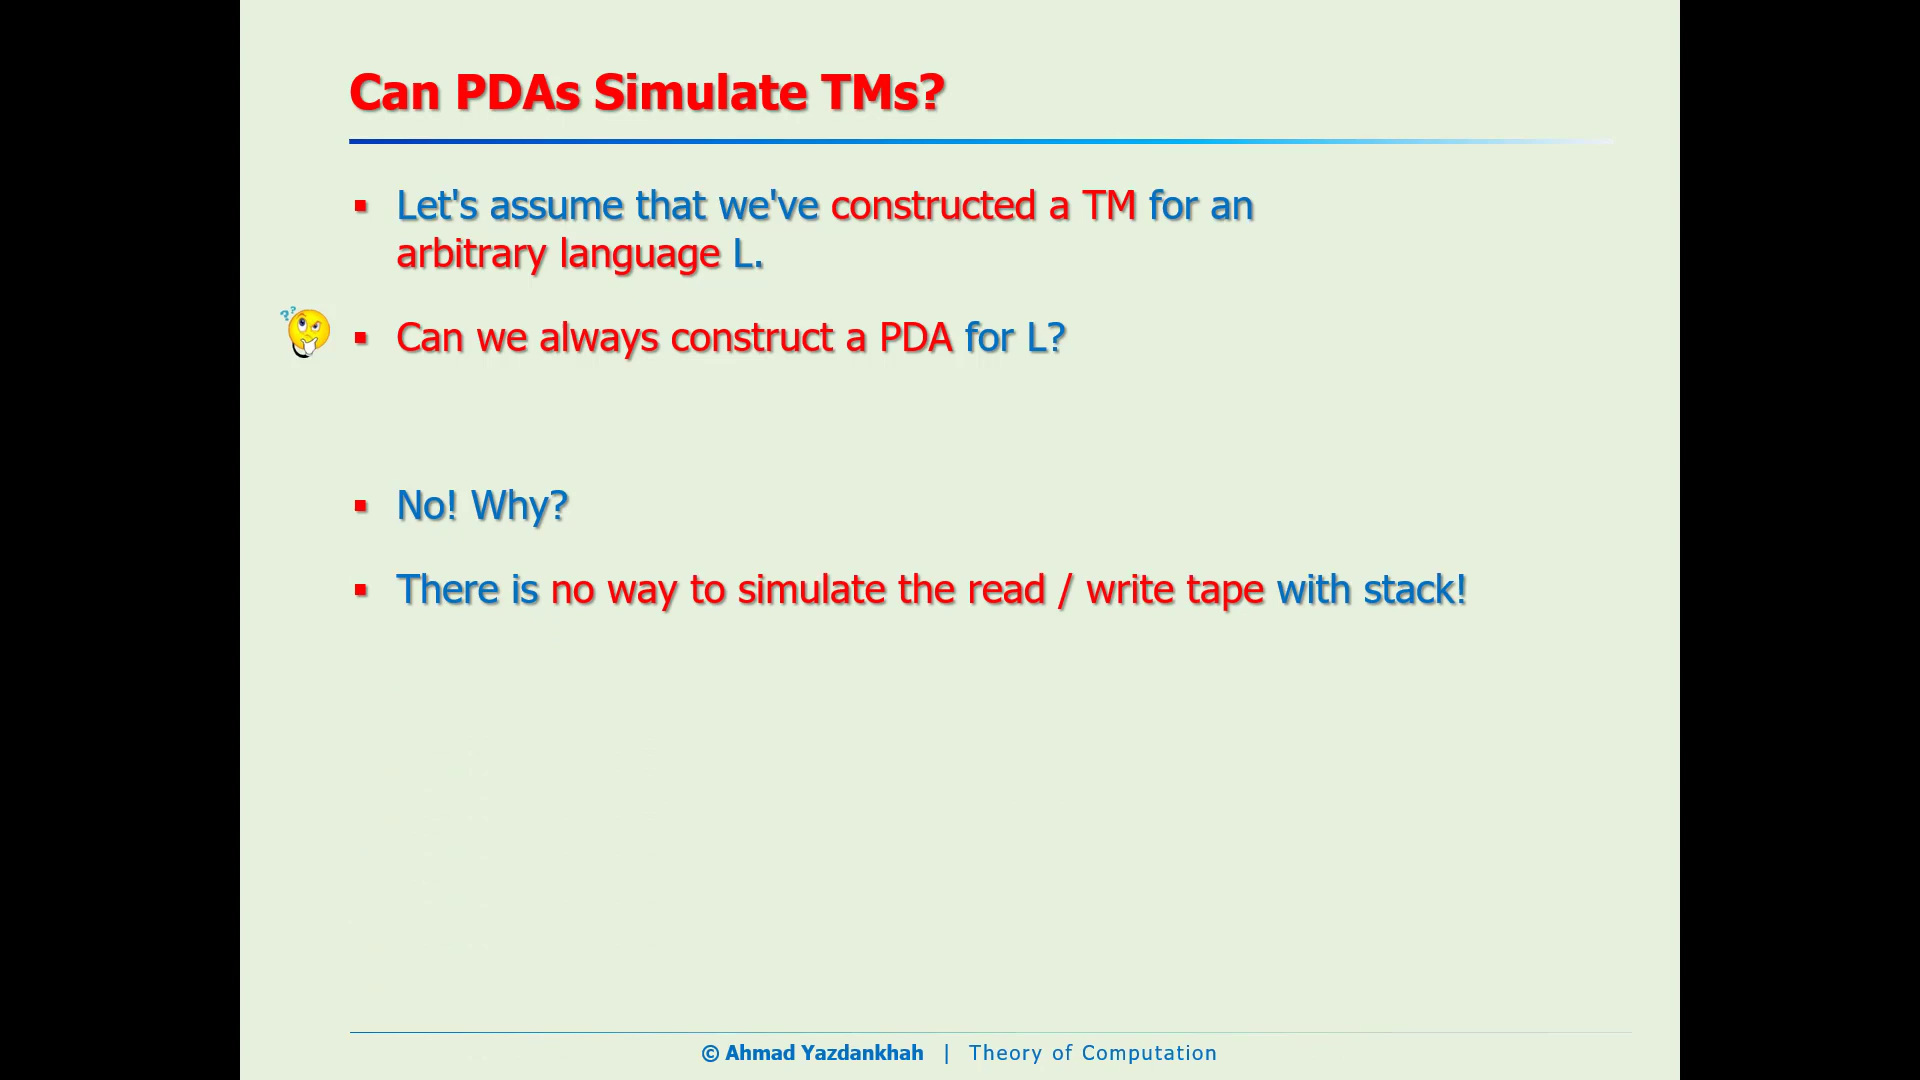 Can PDAs Simulate TMs?
▪ Let's assume that we've constructed a TM for an
arbitrary language L.
??
▪ Can we always construct a PDA for L?
▪ No! Why?
▪ There is no way to simulate the read / write tape with stack!
© Ahmad Yazdankhah | Theory of Computation